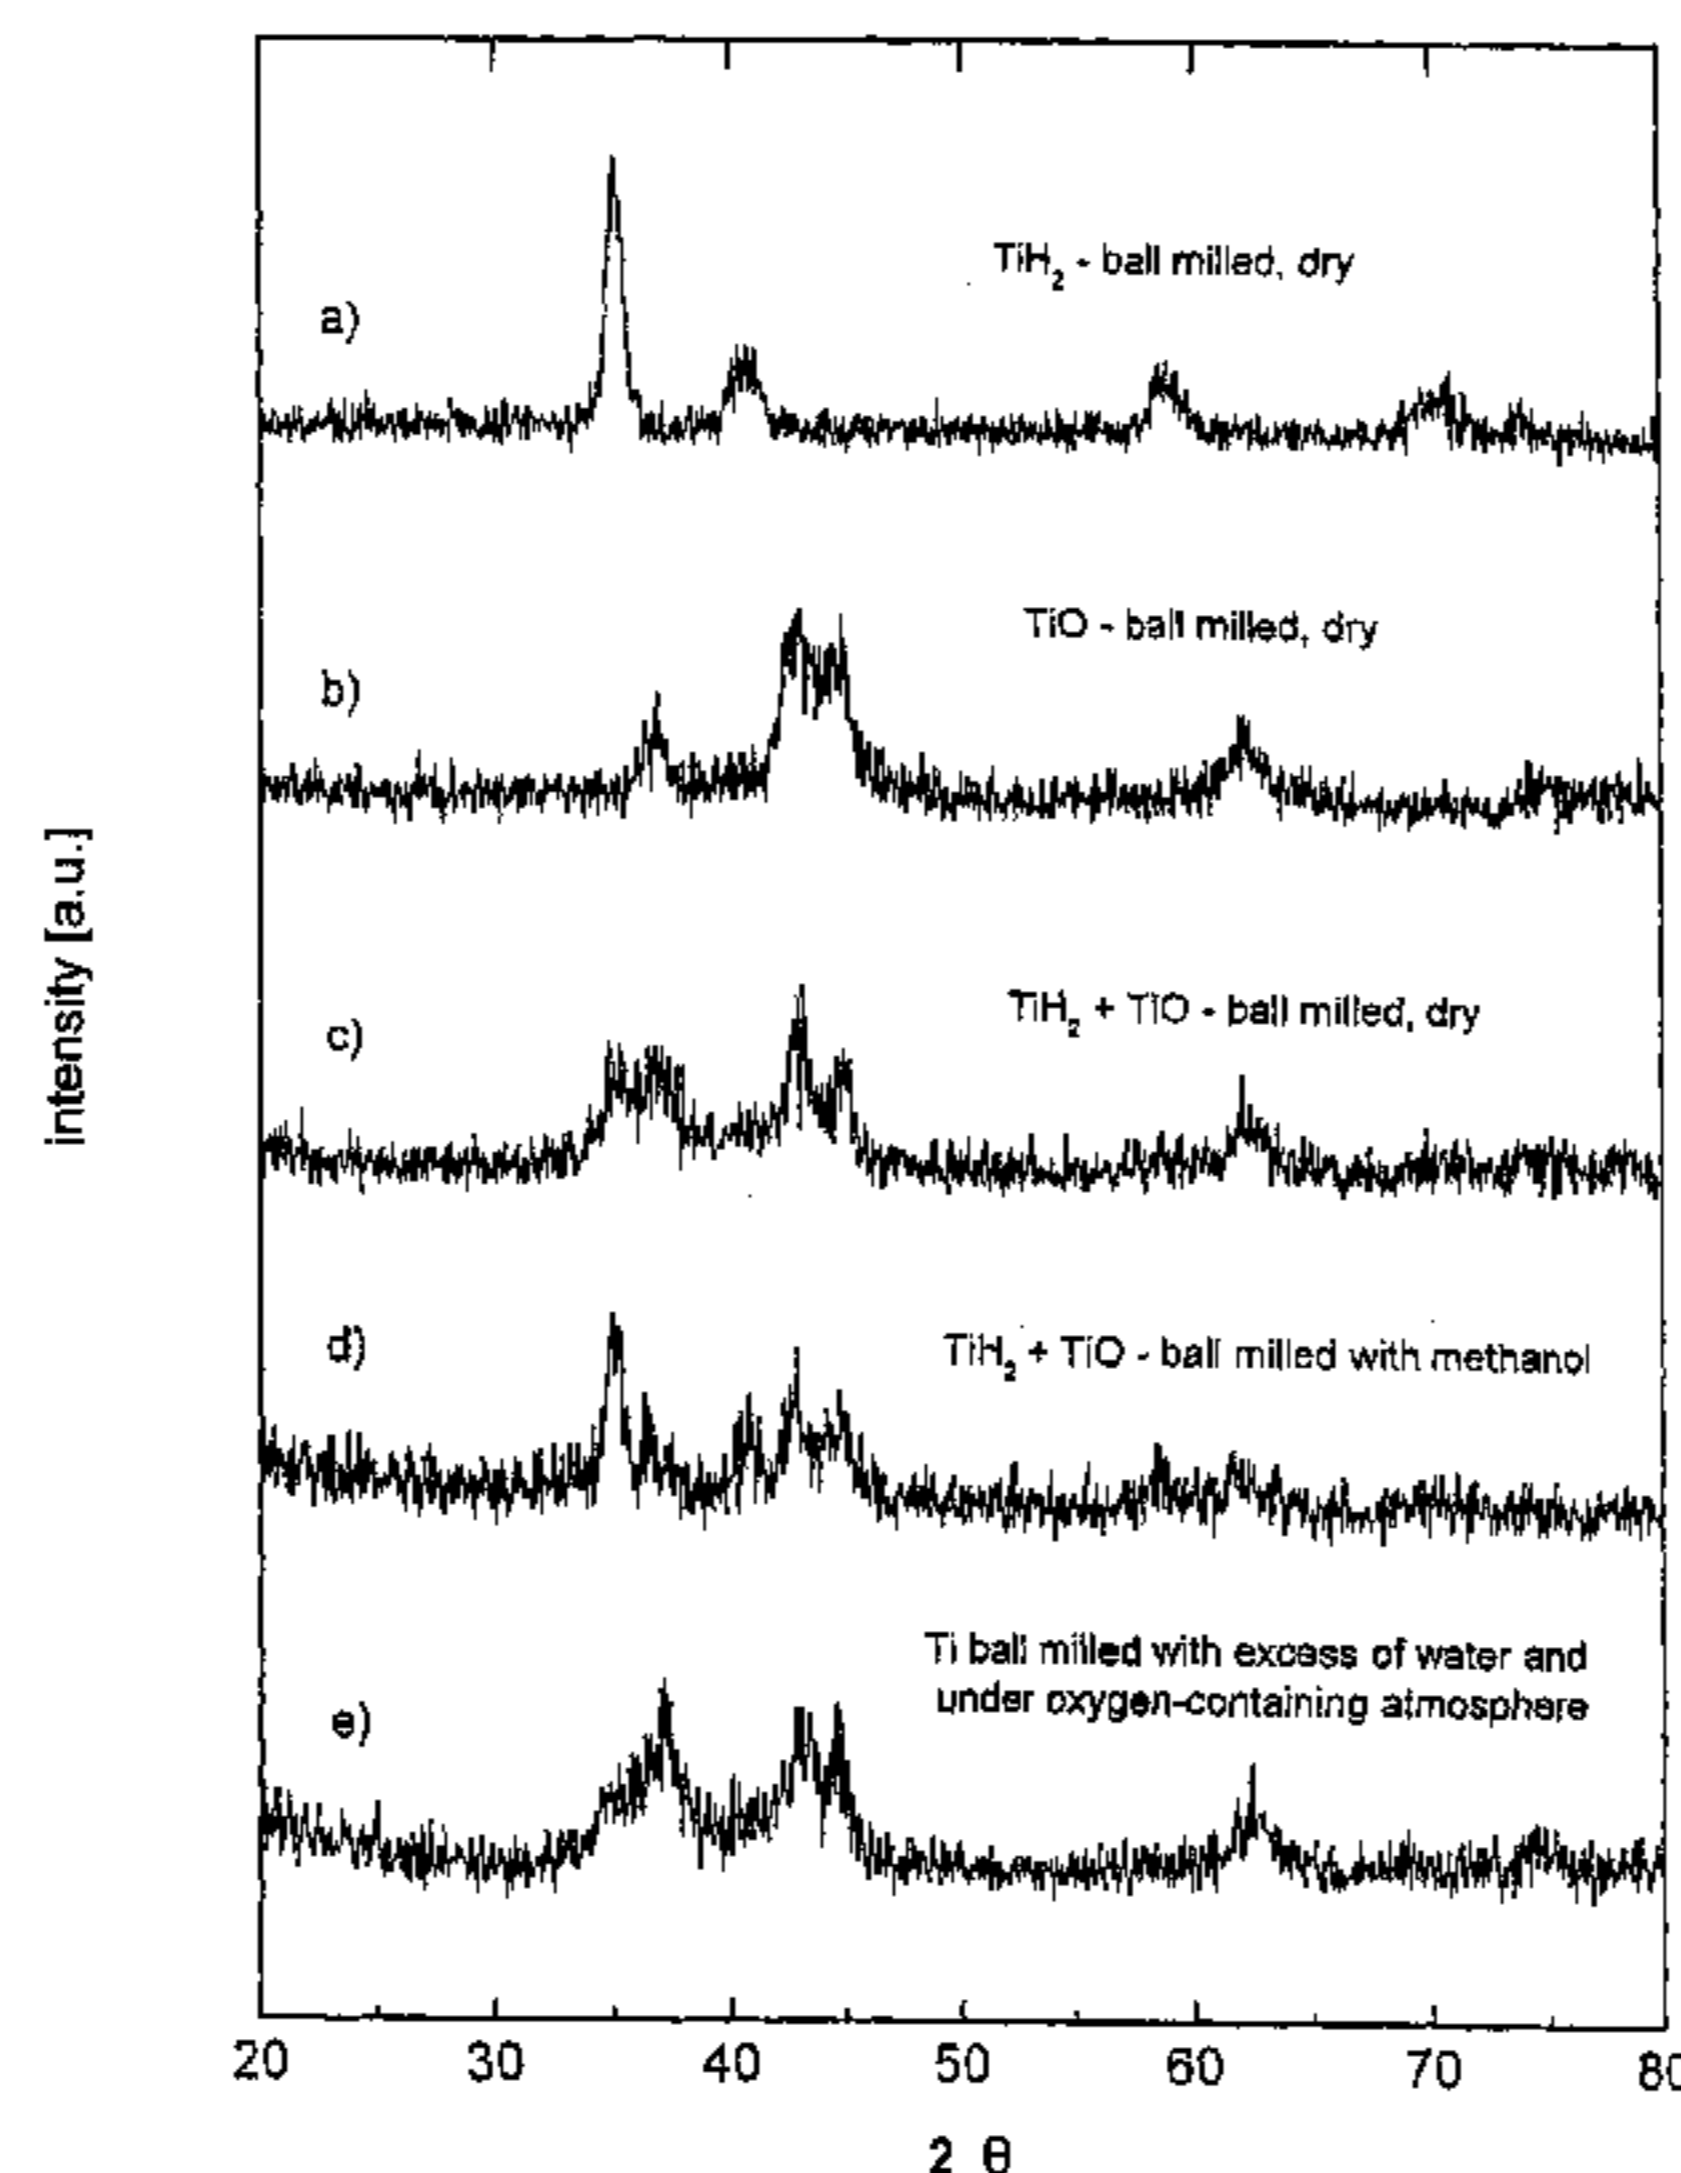 a)
TiH₂ - ball milled, dry
b)
TiO - ball milled, dry
c)
TiH₂ + TiO - ball milled, dry
d)
TiH₂ + TiO - ball milled with methanol
e)
Ti ball milled with excess of water and
under oxygen-containing atmosphere
intensity [a.u.]
20 30 40 50 60 70 80
2 θ